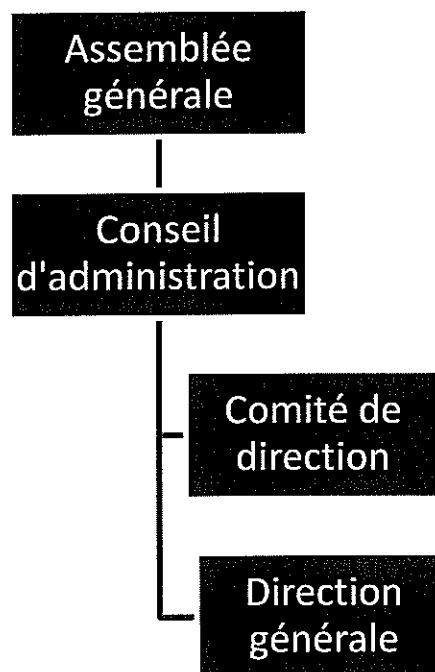 Assemblée
générale
Conseil
d'administration
Comité de
direction
Direction
générale